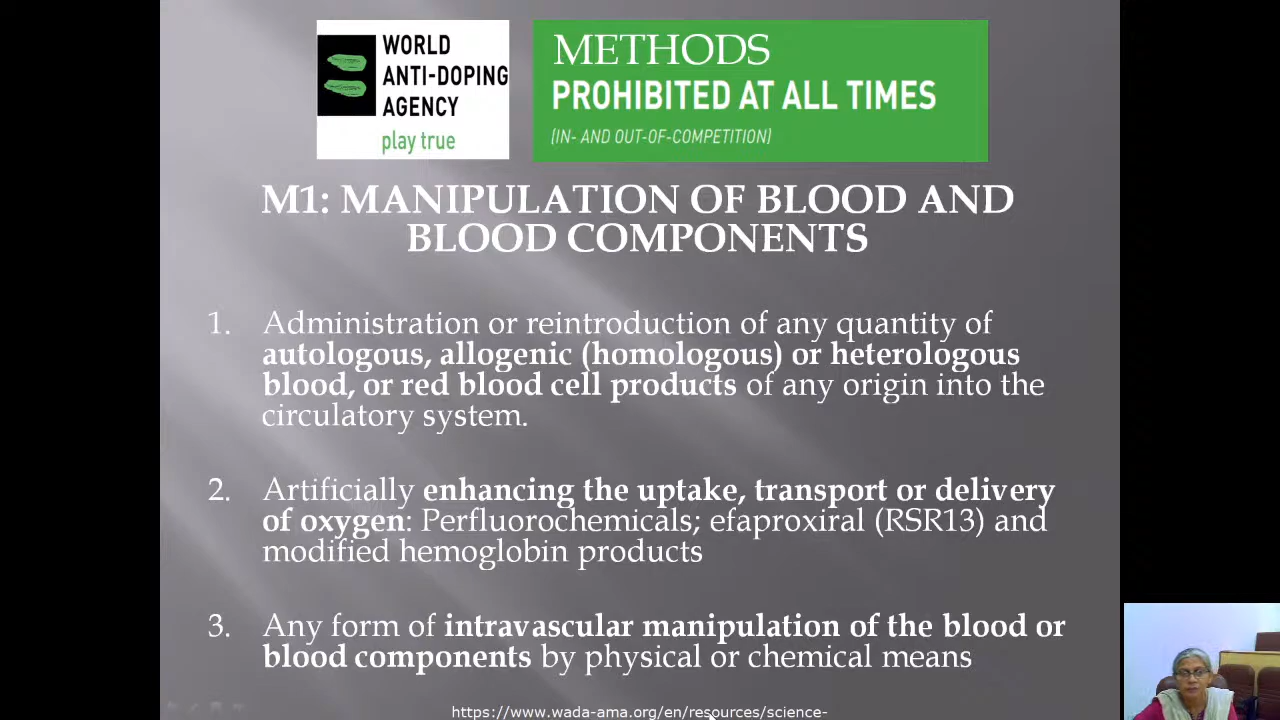 WORLD
ANTI-DOPING
AGENCY
play true
METHODS
PROHIBITED AT ALL TIMES
(IN- AND OUT-OF-COMPETITION)
M1: MANIPULATION OF BLOOD AND
BLOOD COMPONENTS
1. Administration or reintroduction of any quantity of
autologous, allogenic (homologous) or heterologous
blood, or red blood cell products of any origin into the
circulatory system.
2. Artificially enhancing the uptake, transport or delivery
of oxygen: Perfluorochemicals; efaproxiral (RSR13) and
modified hemoglobin products
3. Any form of intravascular manipulation of the blood or
blood components by physical or chemical means
https://www.wada-ama.org/en/resources/science-